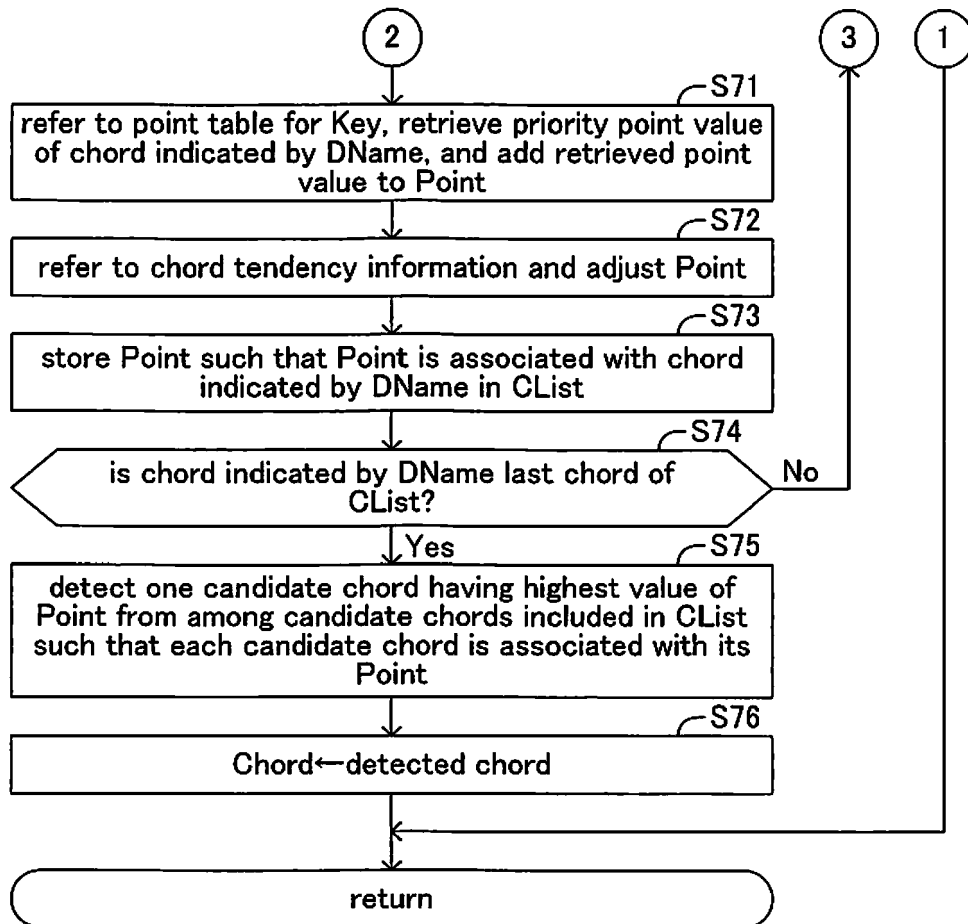 2
3
1
S71
refer to point table for Key, retrieve priority point value
of chord indicated by DName, and add retrieved point
value to Point
S72
refer to chord tendency information and adjust Point
S73
store Point such that Point is associated with chord
indicated by DName in CList
S74
is chord indicated by DName last chord of
CList?
No
Yes
S75
detect one candidate chord having highest value of
Point from among candidate chords included in CList
such that each candidate chord is associated with its
Point
S76
Chord←detected chord
return